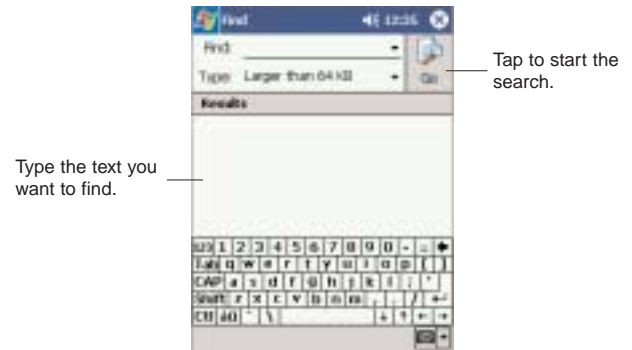 Find 12:35
Find:
Type: Larger than 64 KB
Go
Results
Tap to start the
search.
Type the text you
want to find.
123 1 2 3 4 5 6 7 8 9 0 - =
Tab q w e r t y u i o p [ ]
CAP a s d f g h j k l ; '
Shift z x c v b n m , . /
Ctl áü ` \